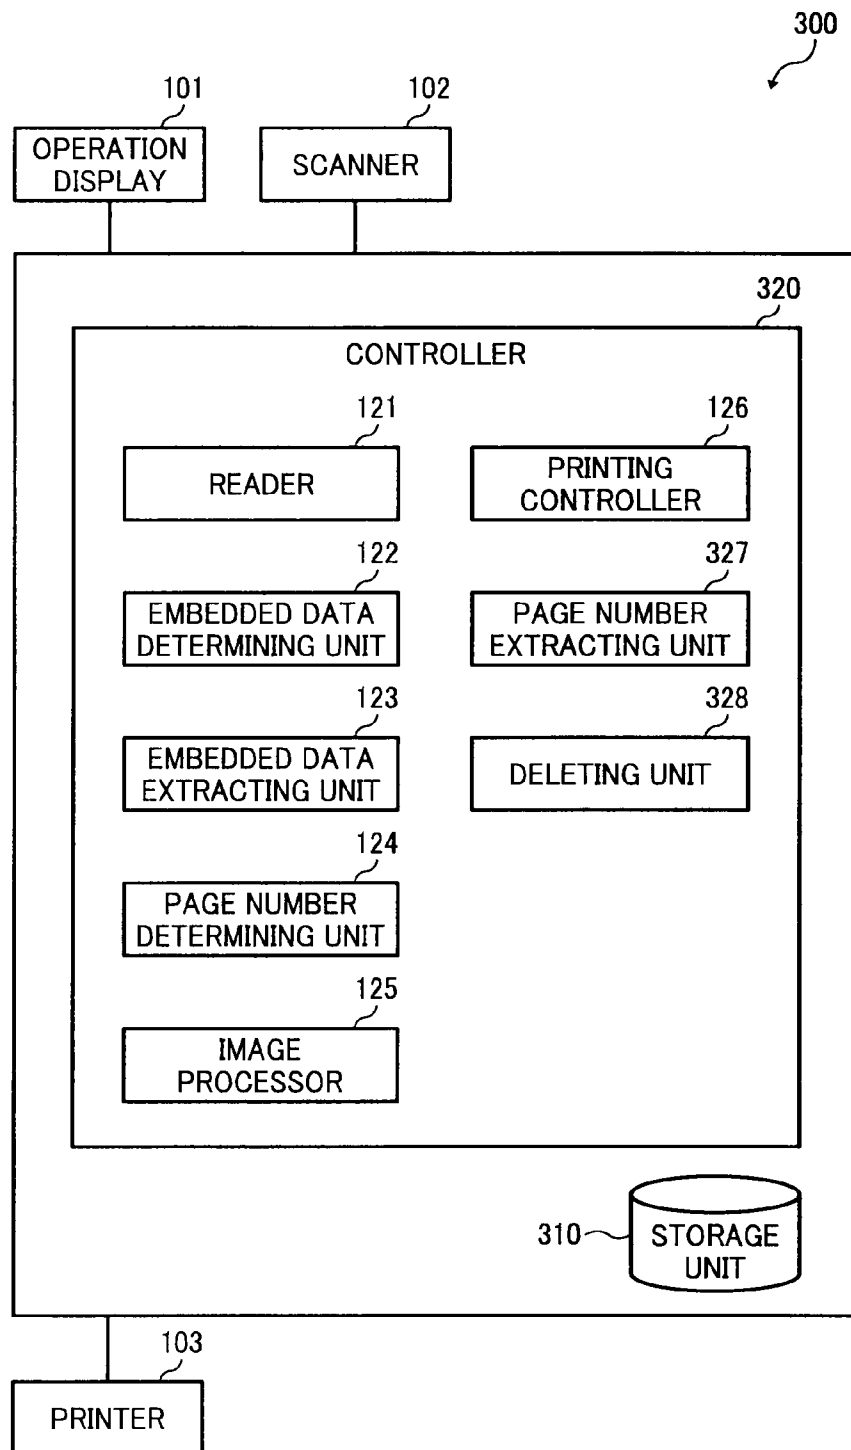 300
101
102
OPERATION
DISPLAY
SCANNER
320
CONTROLLER
121
126
READER
PRINTING
CONTROLLER
122
327
EMBEDDED DATA
DETERMINING UNIT
PAGE NUMBER
EXTRACTING UNIT
123
328
EMBEDDED DATA
EXTRACTING UNIT
DELETING UNIT
124
PAGE NUMBER
DETERMINING UNIT
125
IMAGE
PROCESSOR
310
STORAGE
UNIT
103
PRINTER